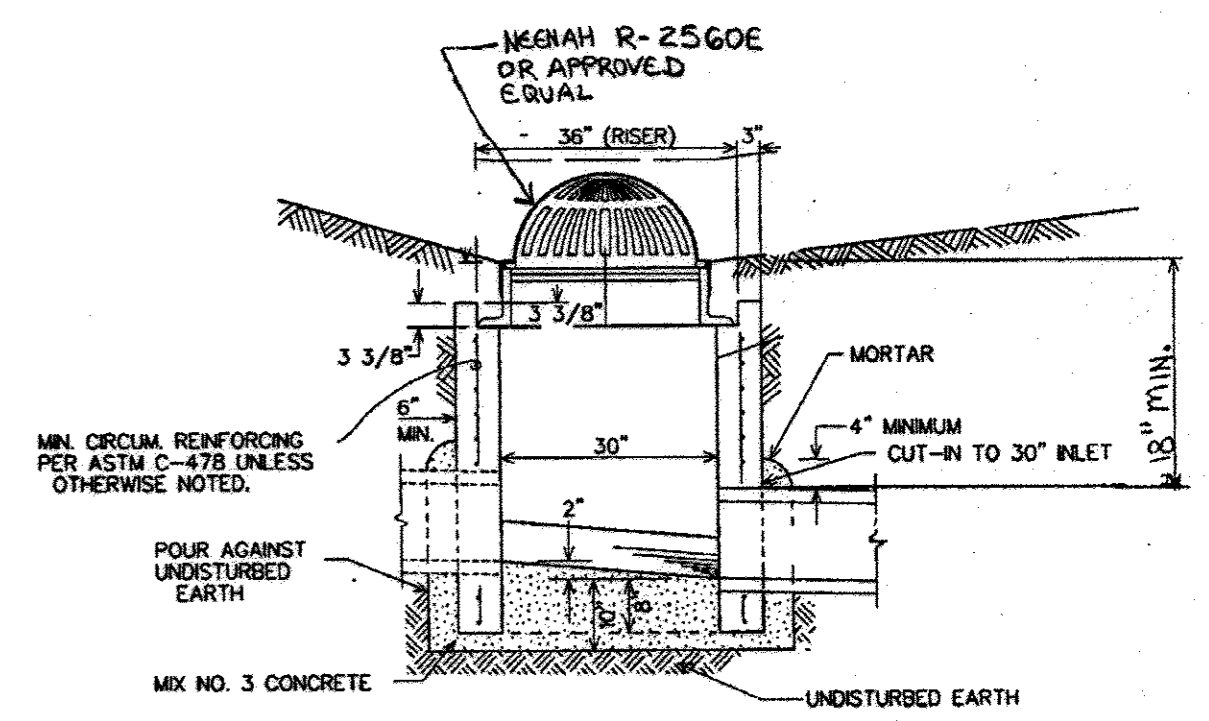 NEENAH R-2560E
OR APPROVED
EQUAL
36" (RISER)
3"
3 3/8"
3 3/8"
MORTAR
18" MIN.
6"
MIN.
4" MINIMUM
CUT-IN TO 30" INLET
MIN. CIRCUM. REINFORCING
PER ASTM C-478 UNLESS
OTHERWISE NOTED.
30"
2"
POUR AGAINST
UNDISTURBED
EARTH
10"
8"
MIX NO. 3 CONCRETE
UNDISTURBED EARTH